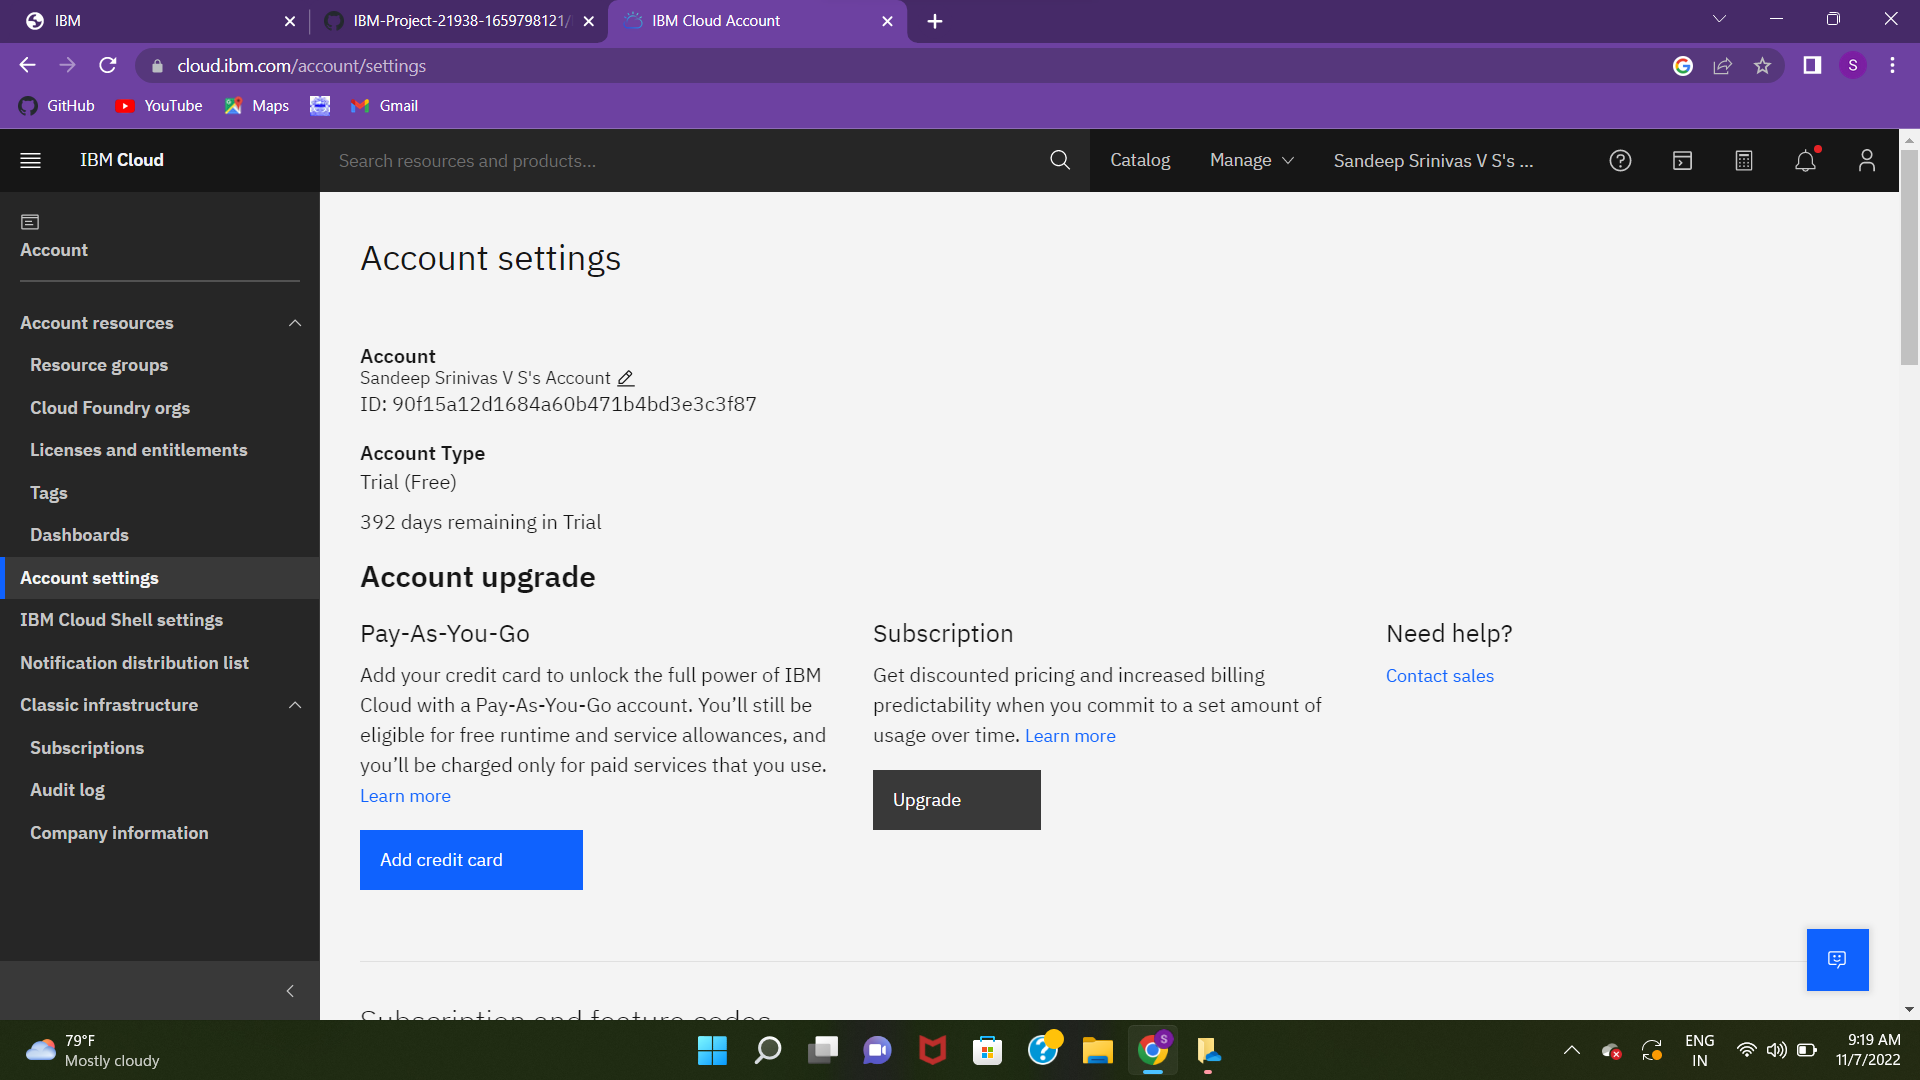 IBM
IBM-Project-21938-1659798121/
IBM Cloud Account
cloud.ibm.com/account/settings
S
GitHub
YouTube
Maps
Gmail
IBM Cloud
Search resources and products...
Catalog
Manage
Sandeep Srinivas V S's ...
Account
Account resources
Resource groups
Cloud Foundry orgs
Licenses and entitlements
Tags
Dashboards
Account settings
IBM Cloud Shell settings
Notification distribution list
Classic infrastructure
Subscriptions
Audit log
Company information
Account settings
Account
Sandeep Srinivas V S's Account
ID: 90f15a12d1684a60b471b4bd3e3c3f87
Account Type
Trial (Free)
392 days remaining in Trial
Account upgrade
Pay-As-You-Go
Add your credit card to unlock the full power of IBM
Cloud with a Pay-As-You-Go account. You’ll still be
eligible for free runtime and service allowances, and
you’ll be charged only for paid services that you use.
Learn more
Add credit card
Subscription
Get discounted pricing and increased billing
predictability when you commit to a set amount of
usage over time. Learn more
Upgrade
Need help?
Contact sales
Subscription and feature codes
79°F
Mostly cloudy
S
ENG
IN
9:19 AM
11/7/2022